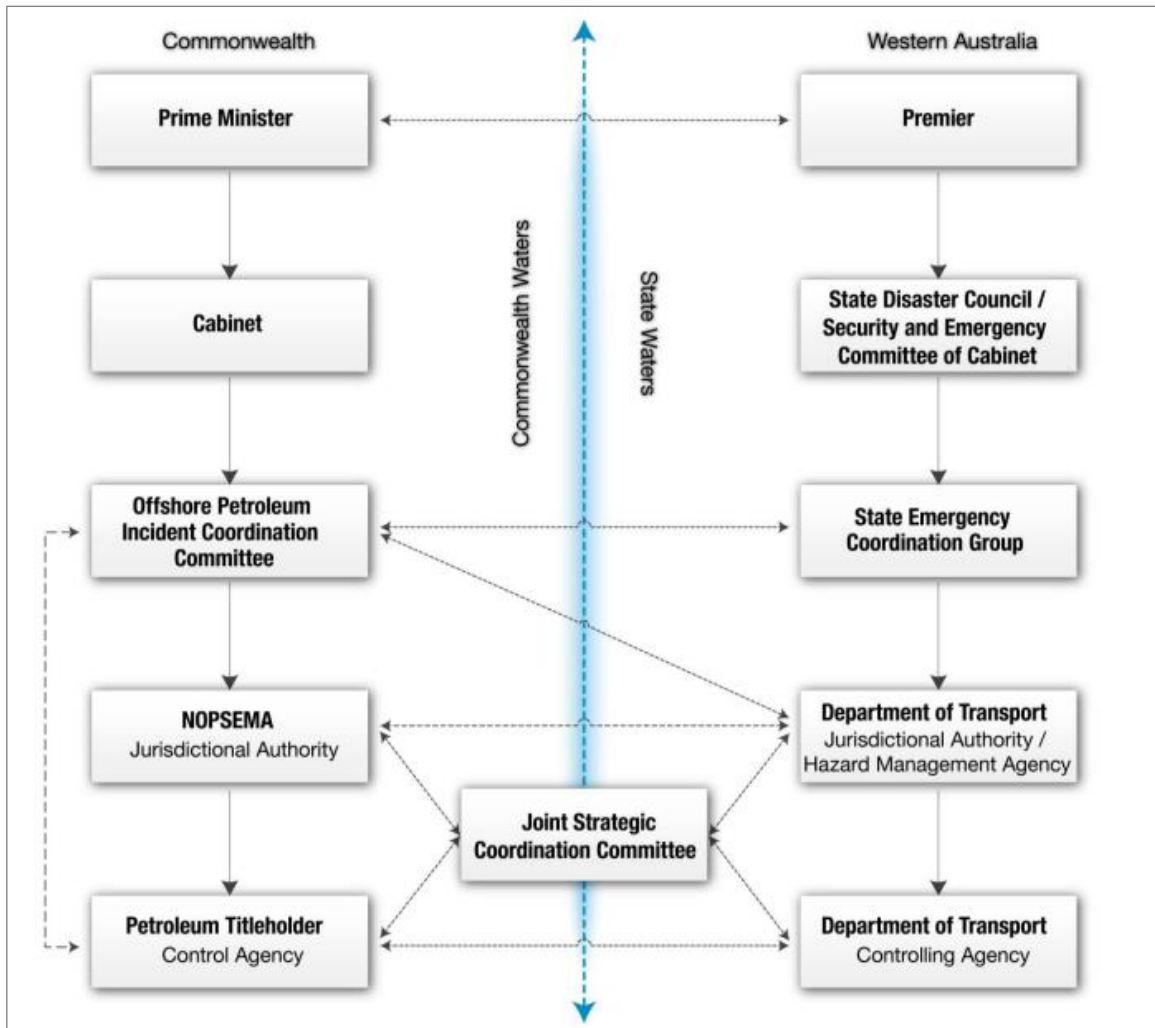 Commonwealth
Western Australia
Prime Minister
Premier
Commonwealth Waters
State Waters
Cabinet
State Disaster Council /
Security and Emergency
Committee of Cabinet
Offshore Petroleum
Incident Coordination
Committee
State Emergency
Coordination Group
NOPSEMA
Jurisdictional Authority
Department of Transport
Jurisdictional Authority /
Hazard Management Agency
Joint Strategic
Coordination Committee
Petroleum Titleholder
Control Agency
Department of Transport
Controlling Agency